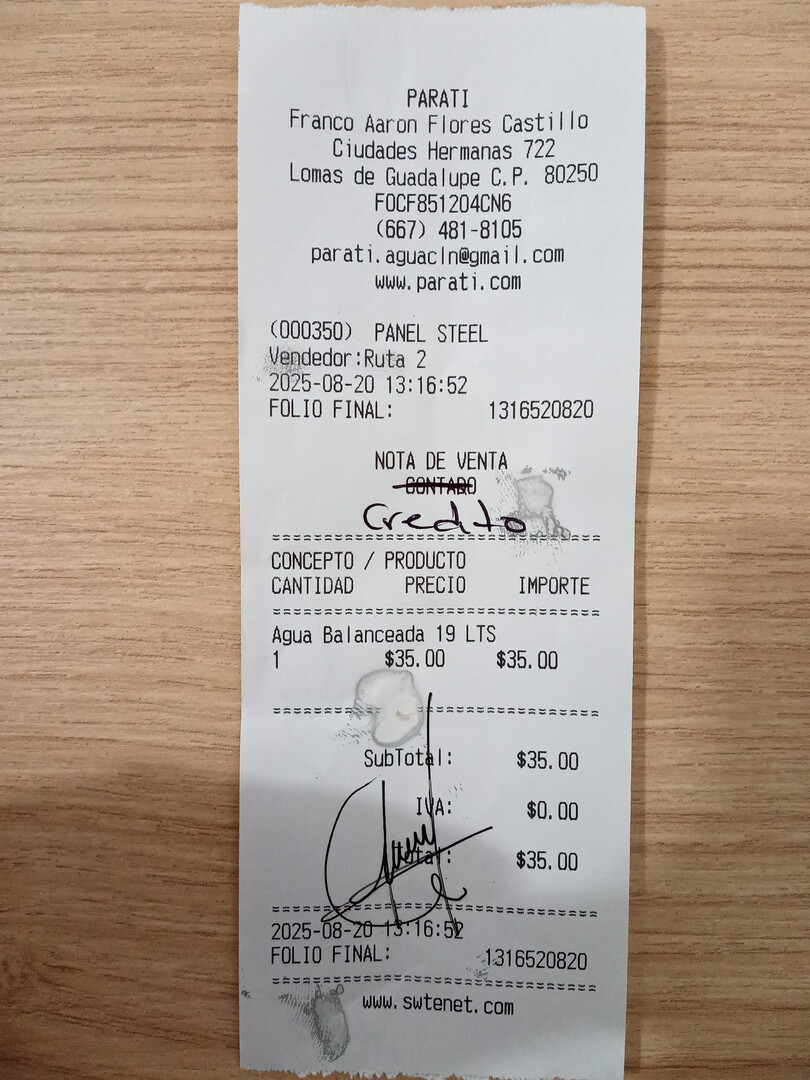 PARATI
Franco Aaron Flores Castillo
Ciudades Hermanas 722
Lomas de Guadalupe C.P. 80250
FOCF851204CN6
(667) 481-8105
parati.aguacln@gmail.com
www.parati.com
(000350) PANEL STEEL
Vendedor:Ruta 2
2025-08-20 13:16:52
FOLIO FINAL: 1316520820
NOTA DE VENTA
CONTADO
Credito
CONCEPTO / PRODUCTO
CANTIDAD PRECIO IMPORTE
Agua Balanceada 19 LTS
1 $35.00 $35.00
SubTotal: $35.00
IVA: $0.00
Total: $35.00
2025-08-20 13:16:52
FOLIO FINAL: 1316520820
www.swtenet.com